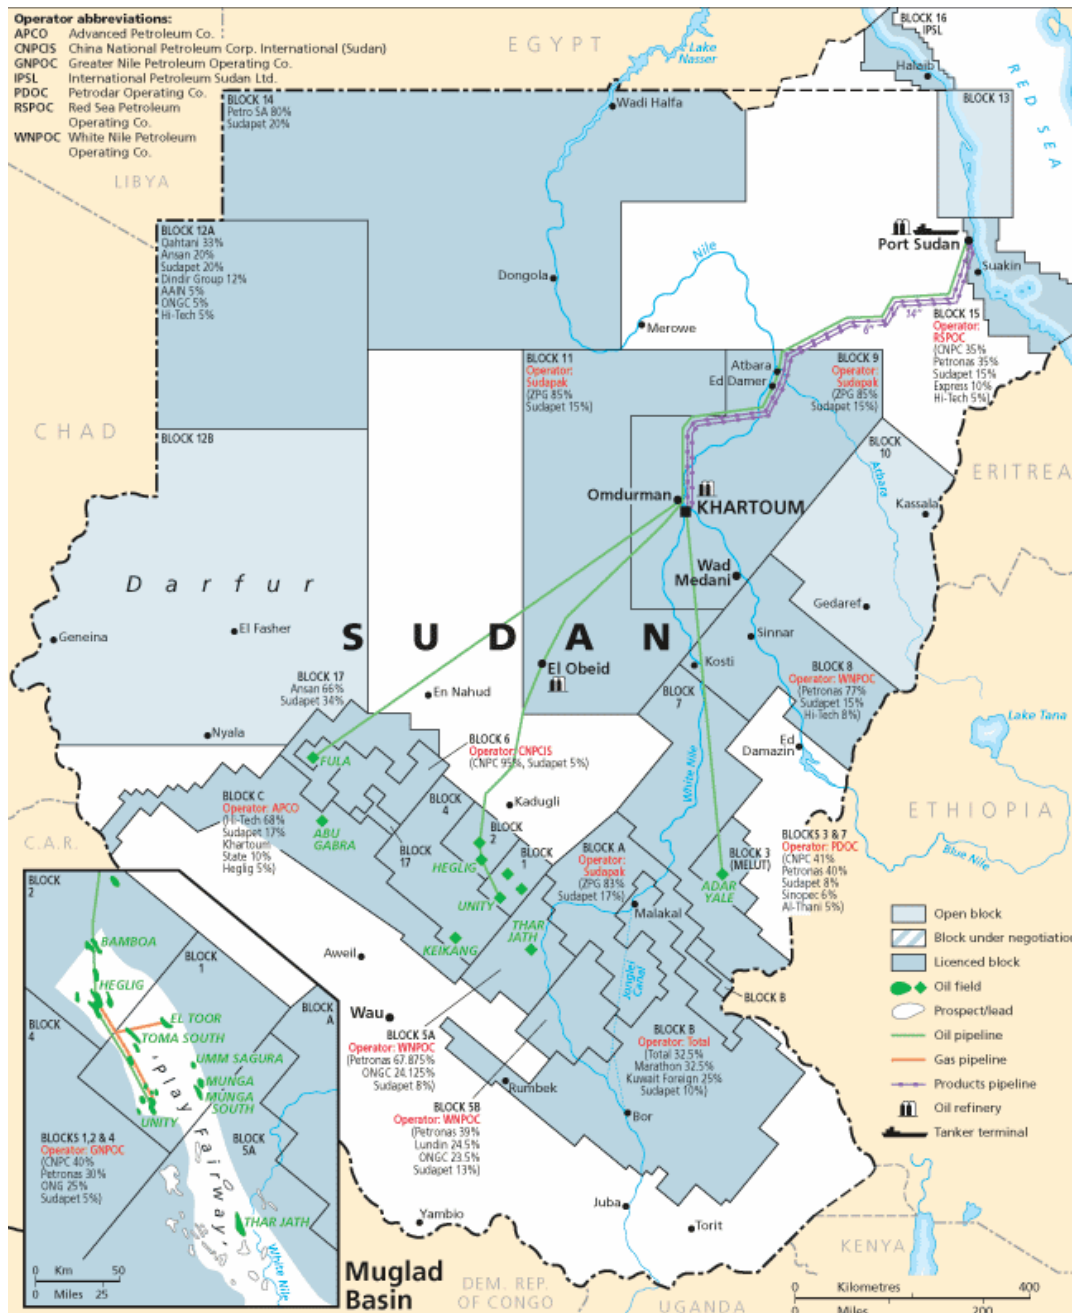 Operator abbreviations:
APCO Advanced Petroleum Co.
CNPCIS China National Petroleum Corp. International (Sudan)
GNPOC Greater Nile Petroleum Operating Co.
IPSL International Petroleum Sudan Ltd.
PDOC Petrodar Operating Co.
RSPOC Red Sea Petroleum
Operating Co.
WNPOC White Nile Petroleum
Operating Co.
EGYPT
Lake
Nasser
BLOCK 16
IPSL
Halaib
RED SEA
BLOCK 13
BLOCK 14
Petro SA 80%
Sudapet 20%
Wadi Halfa
LIBYA
BLOCK 12A
Qahtani 33%
Ansan 20%
Sudapet 20%
Dindir Group 12%
AAIN 5%
ONGC 5%
Hi-Tech 5%
Port Sudan
Suakin
Nile
Dongola
Merowe
6"
14"
BLOCK 15
Operator:
RSPOC
(CNPC 35%
Petronas 35%
Sudapet 15%
Express 10%
Hi-Tech 5%)
BLOCK 11
Operator:
Sudapak
(ZPG 85%
Sudapet 15%)
Atbara
Ed Damer
BLOCK 9
Operator:
Sudapak
(ZPG 85%
Sudapet 15%)
CHAD
BLOCK 12B
BLOCK
10
Atbara
ERITREA
Kassala
Omdurman
KHARTOUM
Wad
Medani
Darfur
Gedaref
Geneina
El Fasher
SUDAN
Sinnar
El Obeid
Kosti
BLOCK 17
Ansan 66%
Sudapet 34%
En Nahud
BLOCK
7
BLOCK 8
Operator: WNPOC
(Petronas 77%
Sudapet 15%
Hi-Tech 8%)
Lake Tana
Nyala
Ed
Damazin
BLOCK 6
Operator: CNPCIS
(CNPC 95%, Sudapet 5%)
FULA
White Nile
BLOCK C
Operator: APCO
(Hi-Tech 68%
Sudapet 17%
Khartoum
State 10%
Heglig 5%)
BLOCK
4
Kadugli
ETHIOPIA
ABU
GABRA
BLOCK
17
BLOCK
2
BLOCK
1
HEGLIG
BLOCK A
Operator:
Sudapak
(ZPG 83%
Sudapet 17%)
BLOCK 3
(MELUT)
BLOCKS 3 & 7
Operator: PDOC
(CNPC 41%
Petronas 40%
Sudapet 8%
Sinopec 6%
Al-Thani 5%)
Blue Nile
C.A.R.
ADAR
YALE
UNITY
Malakal
THAR
JATH
KEIKANG
Aweil
Jonglei
Canal
BLOCK B
Wau
BLOCK 5A
Operator: WNPOC
(Petronas 67.875%
ONGC 24.125%
Sudapet 8%)
BLOCK B
Operator: Total
(Total 32.5%
Marathon 32.5%
Kuwait Foreign 25%
Sudapet 10%)
Rumbek
BLOCK 5B
Operator: WNPOC
(Petronas 39%
Lundin 24.5%
ONGC 23.5%
Sudapet 13%)
Bor
Juba
Yambio
Torit
DEM. REP.
OF CONGO
UGANDA
KENYA
Open block
Block under negotiation
Licenced block
Oil field
Prospect/lead
Oil pipeline
Gas pipeline
Products pipeline
Oil refinery
Tanker terminal
0 Kilometres 400
0 Miles 200
BLOCK
2
BAMBOA
BLOCK
1
HEGLIG
BLOCK
A
BLOCK
4
EL TOOR
TOMA SOUTH
UMM SAGURA
MUNGA
MUNGA
SOUTH
UNITY
'Play Fairway'
BLOCK
5A
BLOCKS 1,2 & 4
Operator: GNPOC
(CNPC 40%
Petronas 30%
ONG 25%
Sudapet 5%)
THAR JATH
White Nile
0 Km 50
0 Miles 25
Muglad
Basin